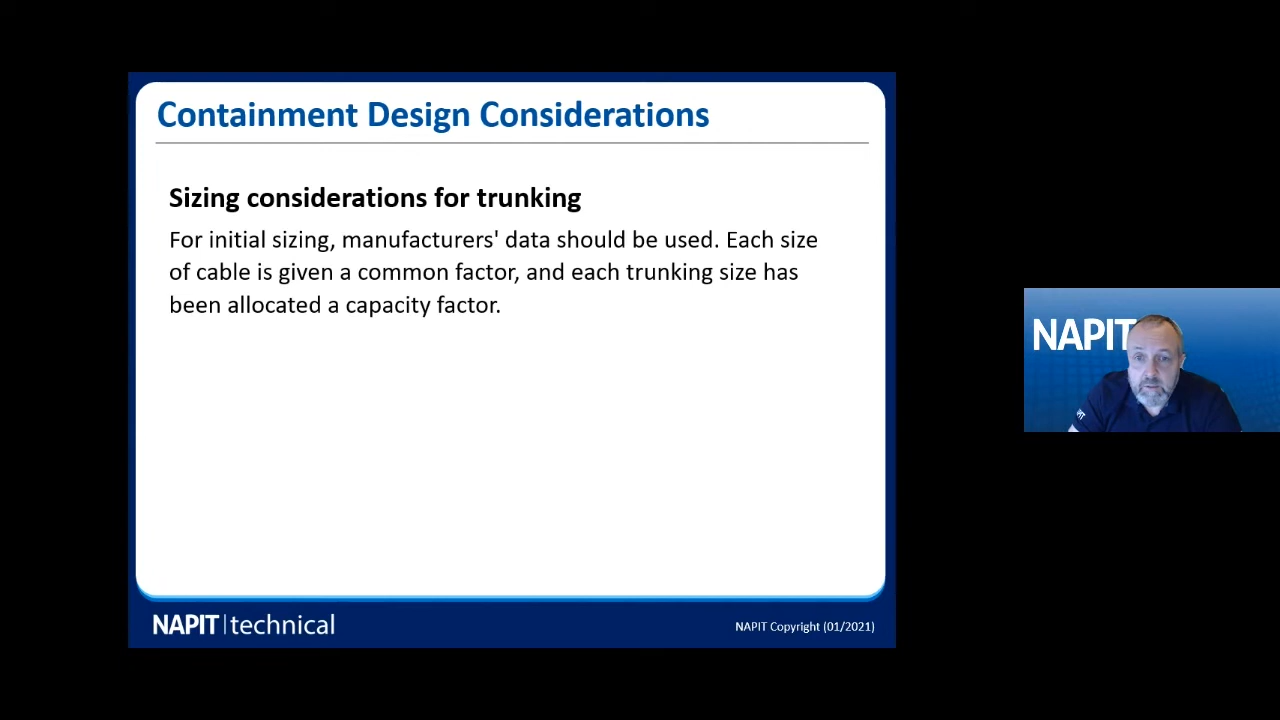 Containment Design Considerations
Sizing considerations for trunking
For initial sizing, manufacturers' data should be used. Each size
of cable is given a common factor, and each trunking size has
been allocated a capacity factor.
NAPIT
NAPIT | technical
NAPIT Copyright (01/2021)